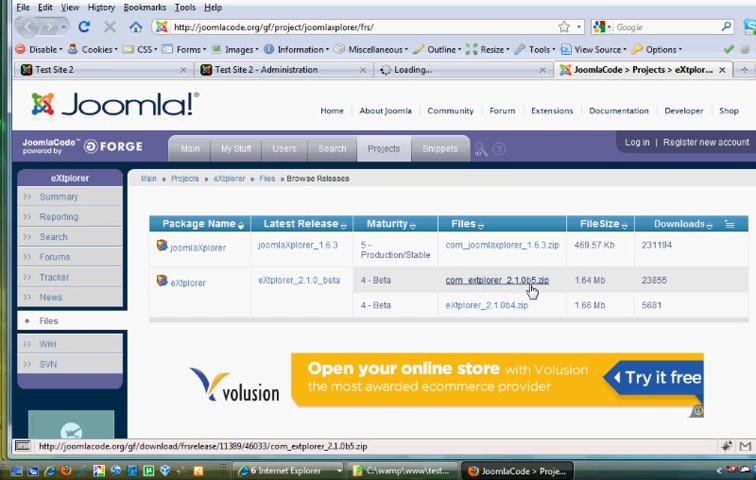 File Edit View History Bookmarks Tools Help
http://joomlacode.org/gf/project/joomlaxplorer/frs/
Google
Disable Cookies CSS Forms Images Information Miscellaneous Outline Resize Tools View Source Options
Test Site 2
Test Site 2 - Administration
Loading...
JoomlaCode > Projects > eXtplor...
Joomla!
Home About Joomla Community Forum Extensions Documentation Developer Shop
JoomlaCode powered by GFORGE
Main My Stuff Users Search Projects Snippets
Log in | Register new account
eXtplorer
Main > Projects > eXtplorer > Files > Browse Releases
Summary
Reporting
Search
Forums
Tracker
News
Files
Wiki
SVN
Package Name Latest Release Maturity Files FileSize Downloads
joomlaXplorer joomlaXplorer_1.6.3 5 - Production/Stable com_joomlaxplorer_1.6.3.zip 469.57 Kb 231194
eXtplorer eXtplorer_2.1.0_beta 4 - Beta com_extplorer_2.1.0b5.zip 1.64 Mb 23855
4 - Beta eXtplorer_2.1.0b4.zip 1.66 Mb 5681
volusion
Open your online store with Volusion
the most awarded ecommerce provider
Try it free
http://joomlacode.org/gf/download/frsrelease/11389/46033/com_extplorer_2.1.0b5.zip
6 Internet Explorer
C:\wamp\www\test...
JoomlaCode > Proje...